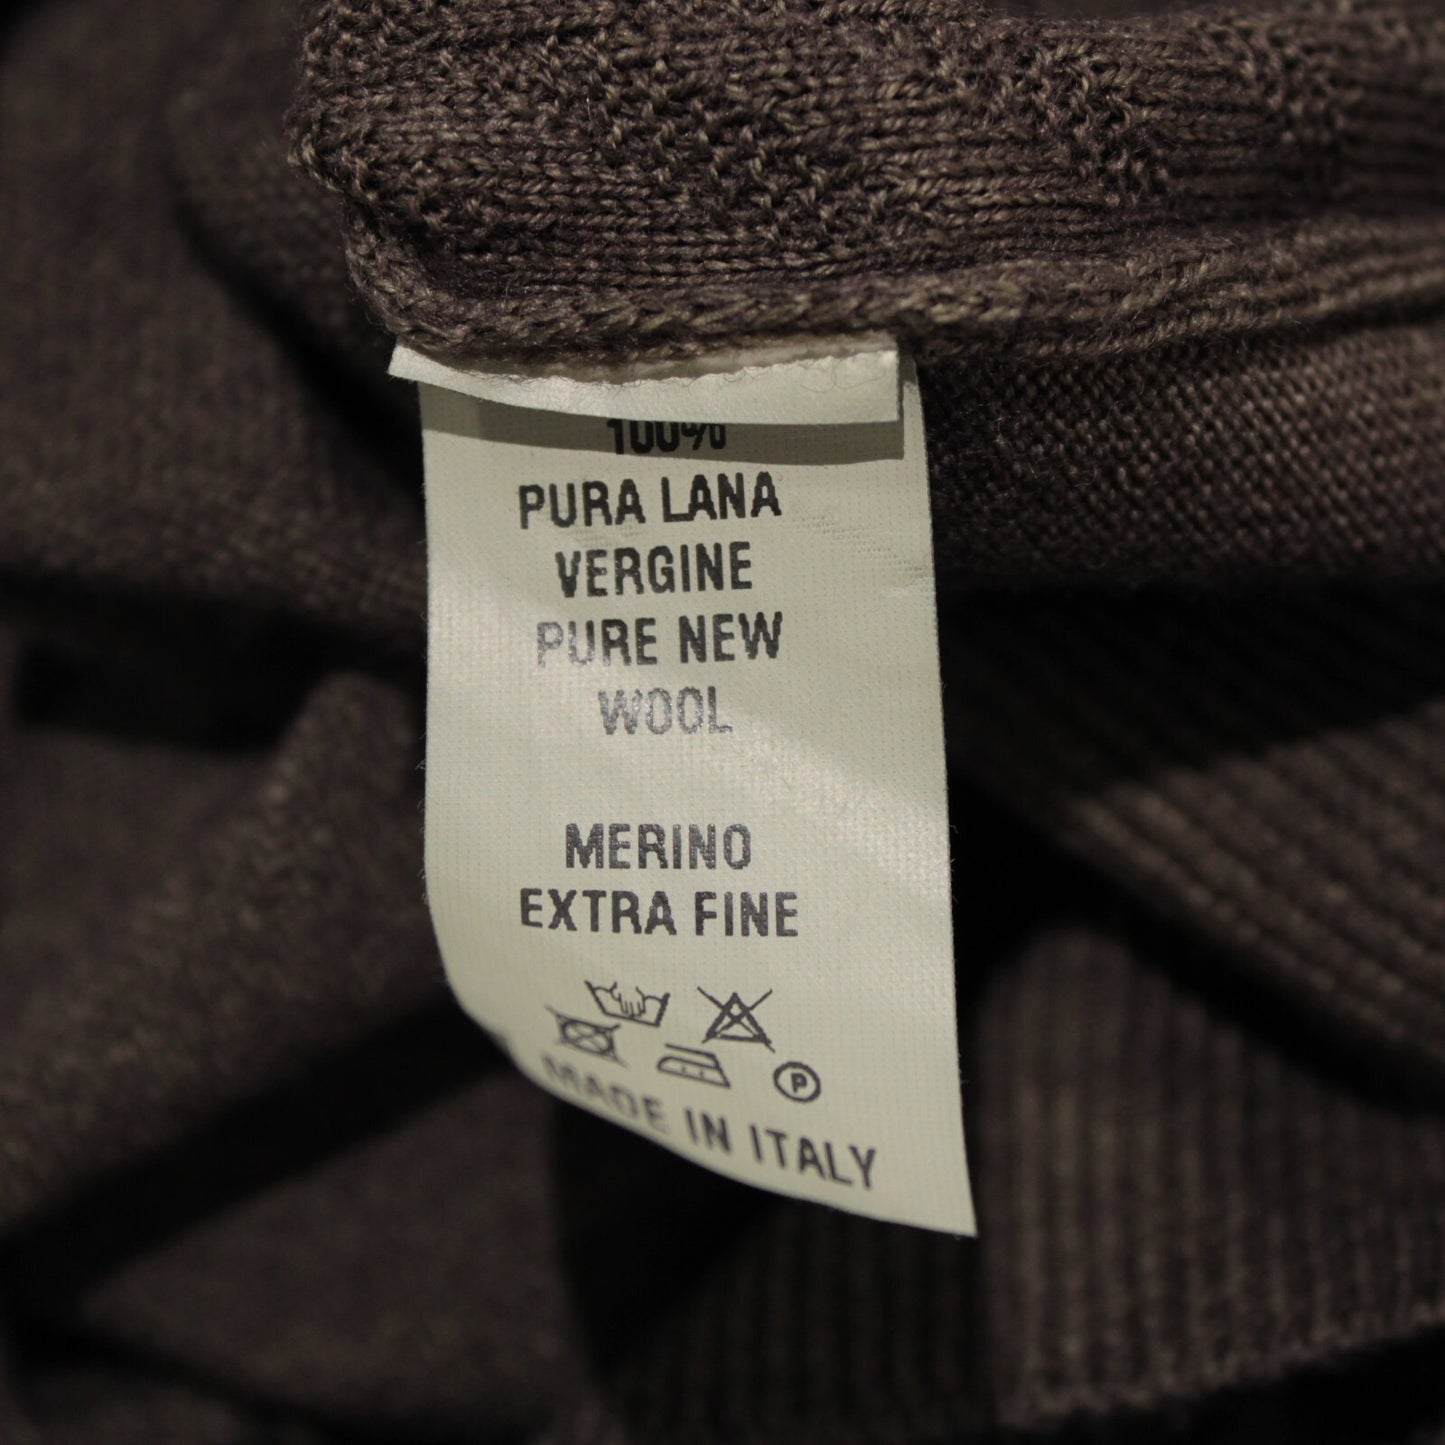 100%
PURA LANA
VERGINE
PURE NEW
WOOL
MERINO
EXTRA FINE
P
MADE IN ITALY